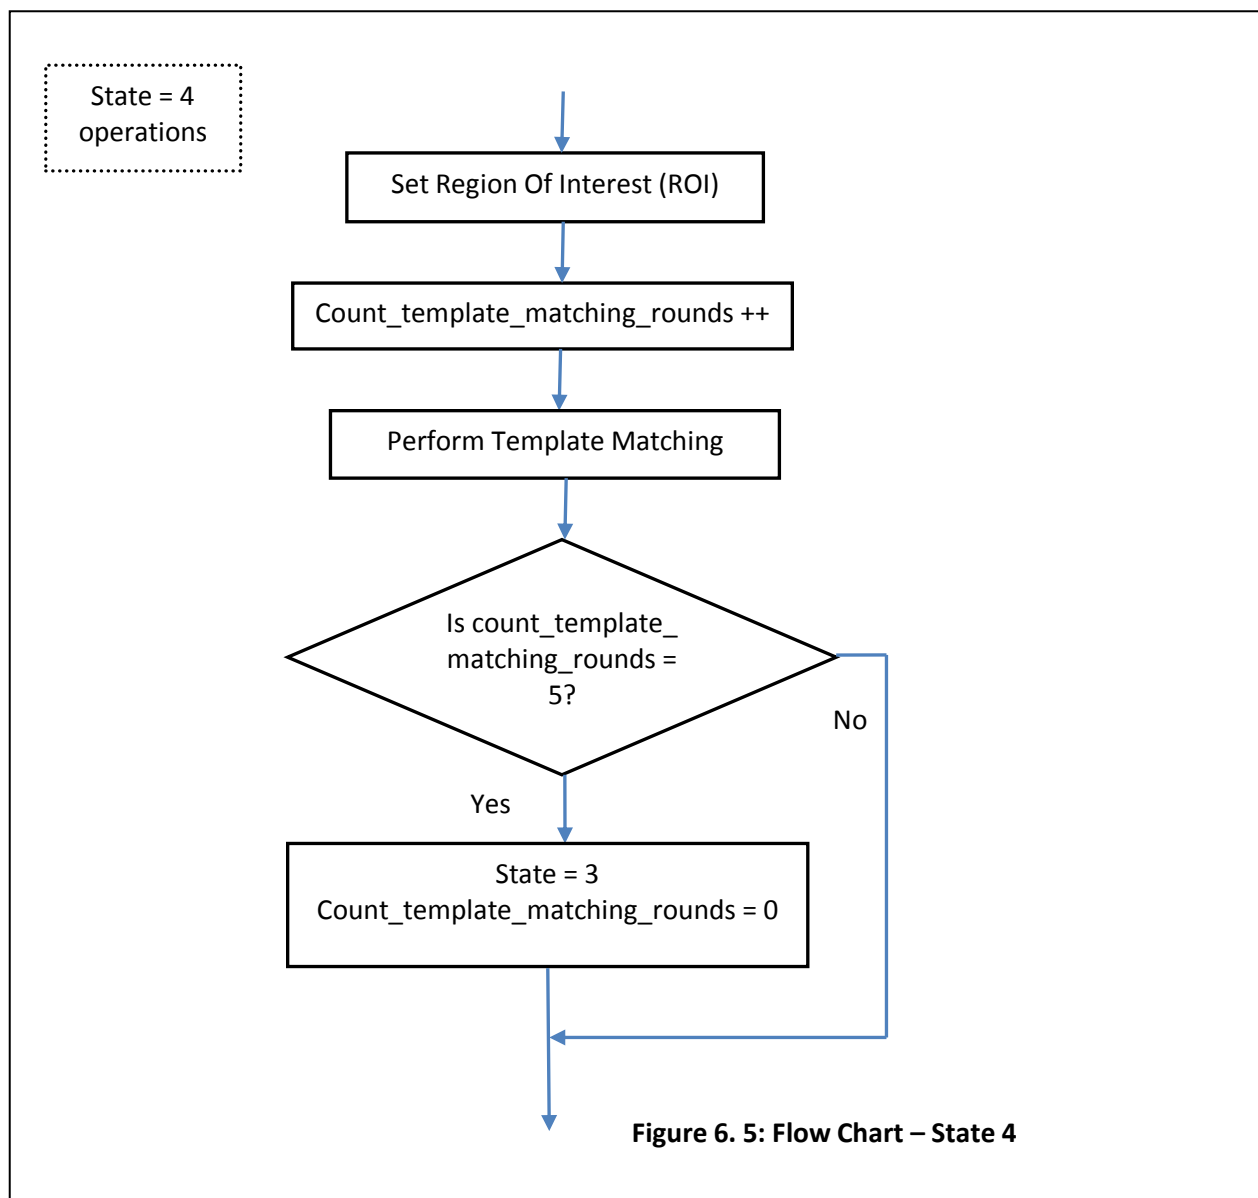 State = 4
operations
Set Region Of Interest (ROI)
Count_template_matching_rounds ++
Perform Template Matching
Is count_template_
matching_rounds =
5?
No
Yes
State = 3
Count_template_matching_rounds = 0
Figure 6. 5: Flow Chart – State 4